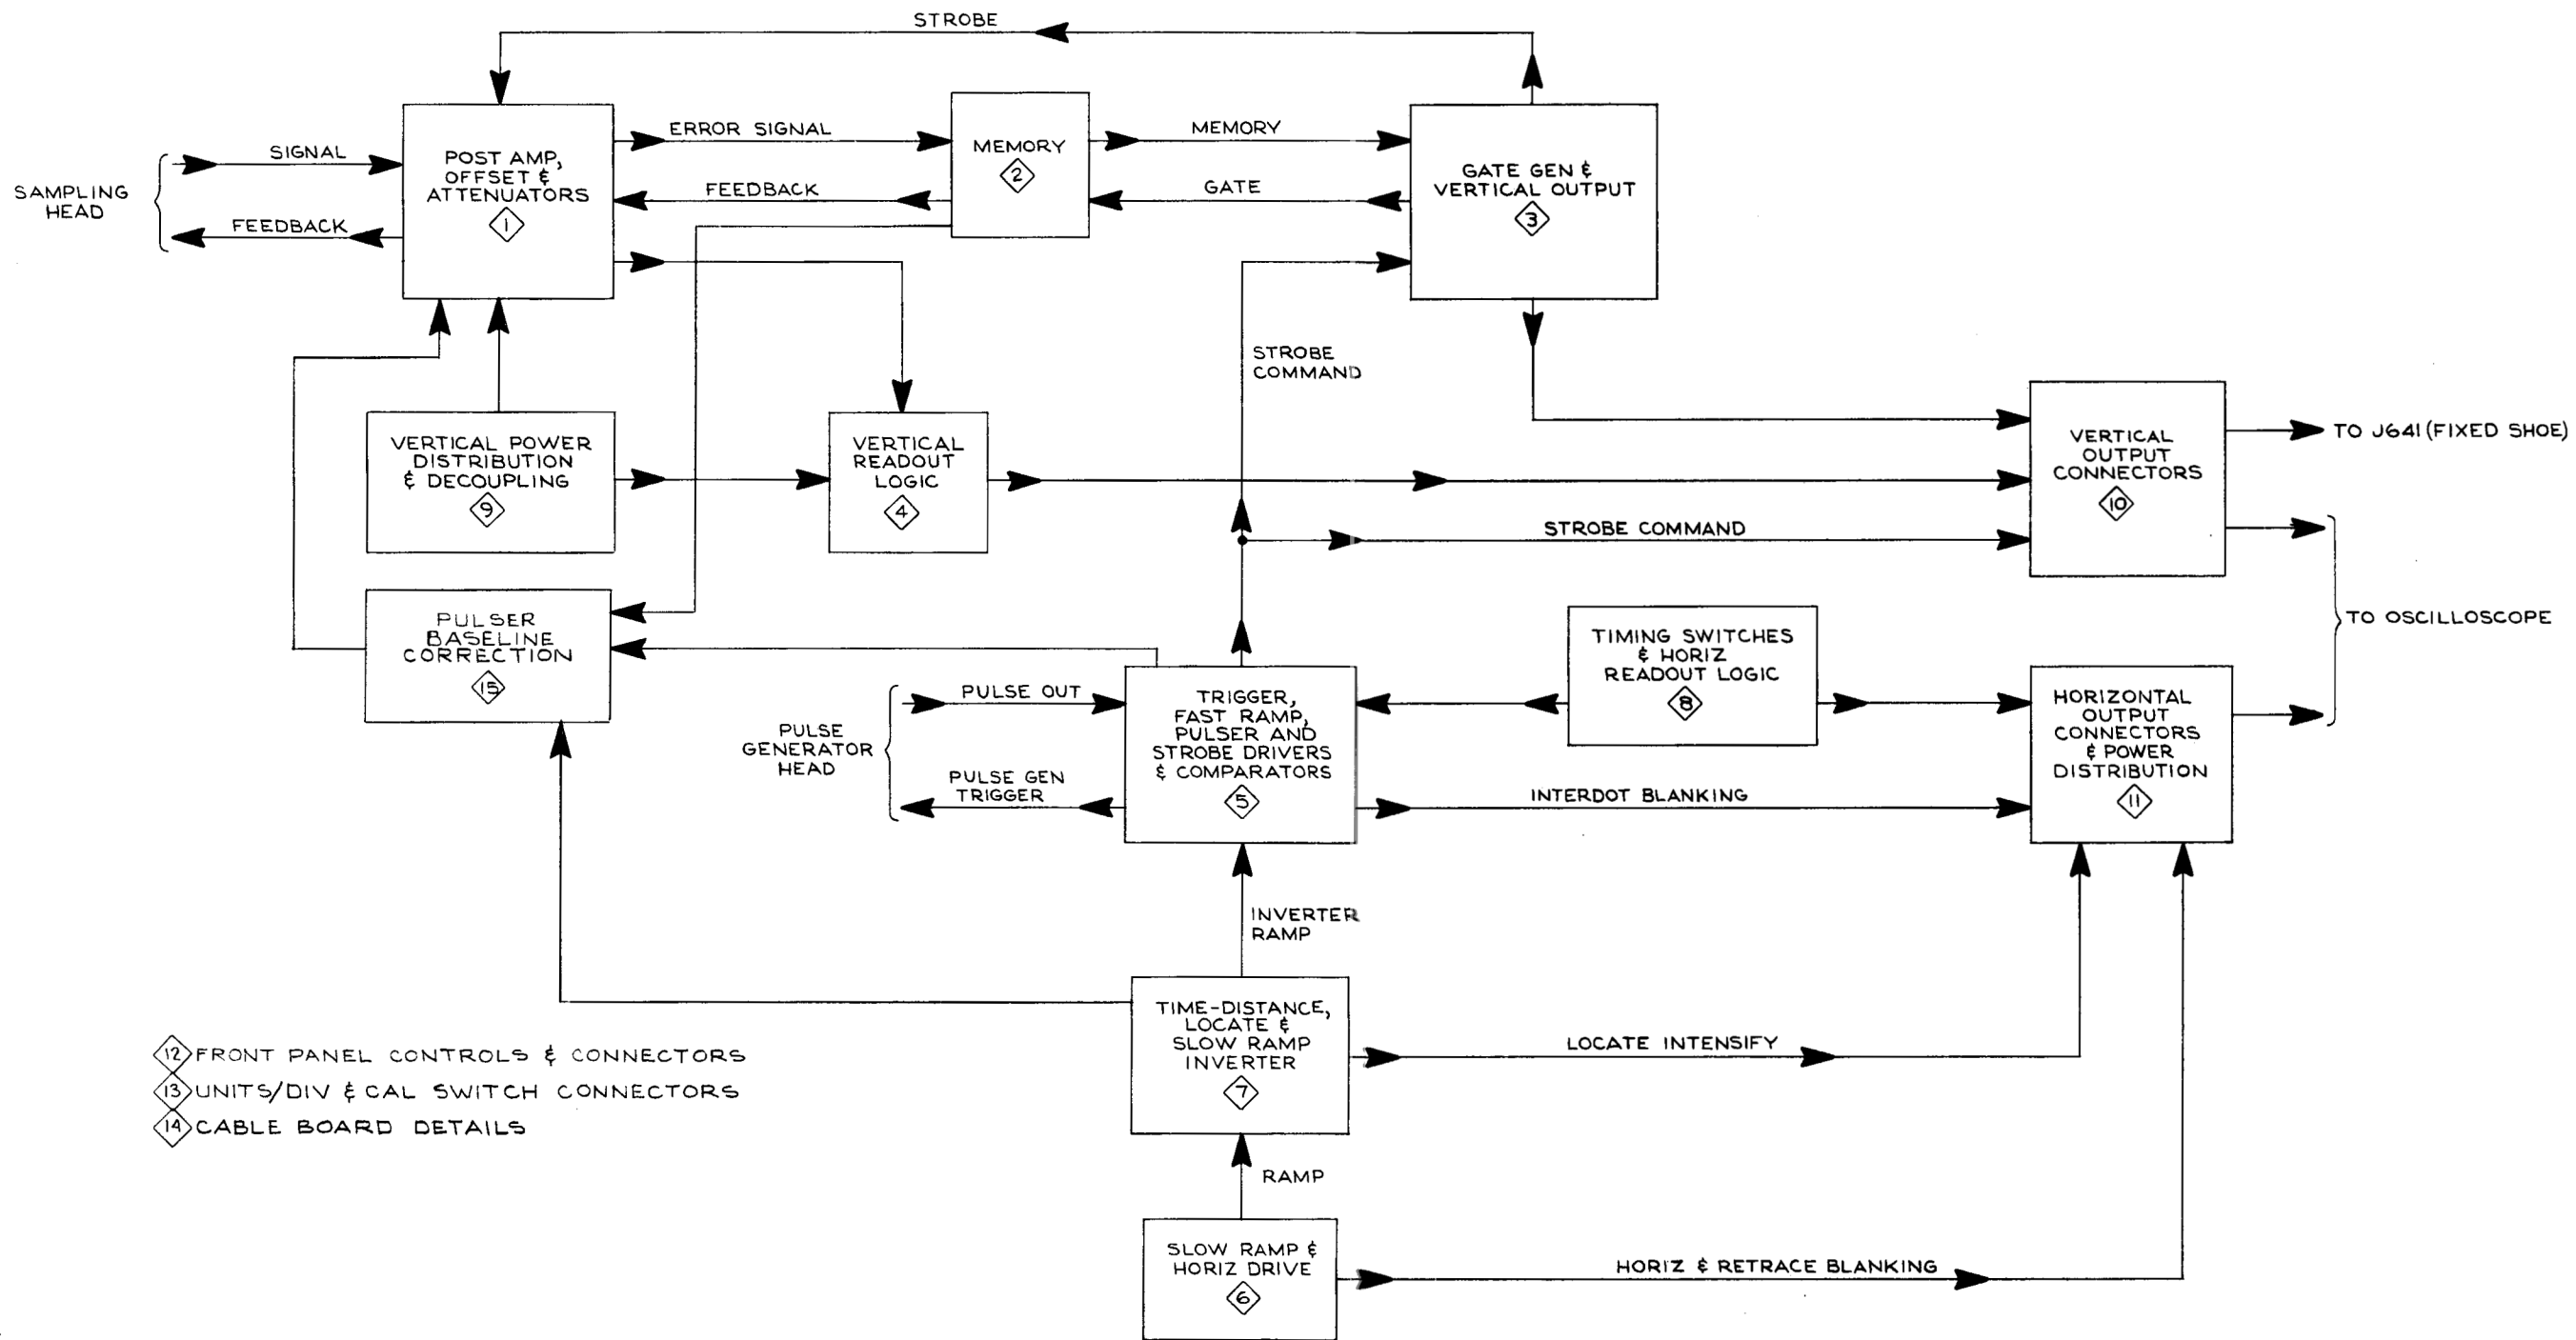 STROBE
SAMPLING
HEAD
SIGNAL
FEEDBACK
POST AMP,
OFFSET &
ATTENUATORS
1
ERROR SIGNAL
FEEDBACK
MEMORY
2
MEMORY
GATE
GATE GEN &
VERTICAL OUTPUT
3
STROBE
COMMAND
VERTICAL POWER
DISTRIBUTION
& DECOUPLING
9
VERTICAL
READOUT
LOGIC
4
STROBE COMMAND
VERTICAL
OUTPUT
CONNECTORS
10
TO J641 (FIXED SHOE)
TO OSCILLOSCOPE
PULSER
BASELINE
CORRECTION
15
PULSE
GENERATOR
HEAD
PULSE OUT
PULSE GEN
TRIGGER
TRIGGER,
FAST RAMP,
PULSER AND
STROBE DRIVERS
& COMPARATORS
5
TIMING SWITCHES
& HORIZ
READOUT LOGIC
8
INTERDOT BLANKING
HORIZONTAL
OUTPUT
CONNECTORS
& POWER
DISTRIBUTION
11
INVERTER
RAMP
TIME-DISTANCE,
LOCATE &
SLOW RAMP
INVERTER
7
LOCATE INTENSIFY
12 FRONT PANEL CONTROLS & CONNECTORS
13 UNITS/DIV & CAL SWITCH CONNECTORS
14 CABLE BOARD DETAILS
RAMP
SLOW RAMP &
HORIZ DRIVE
6
HORIZ & RETRACE BLANKING